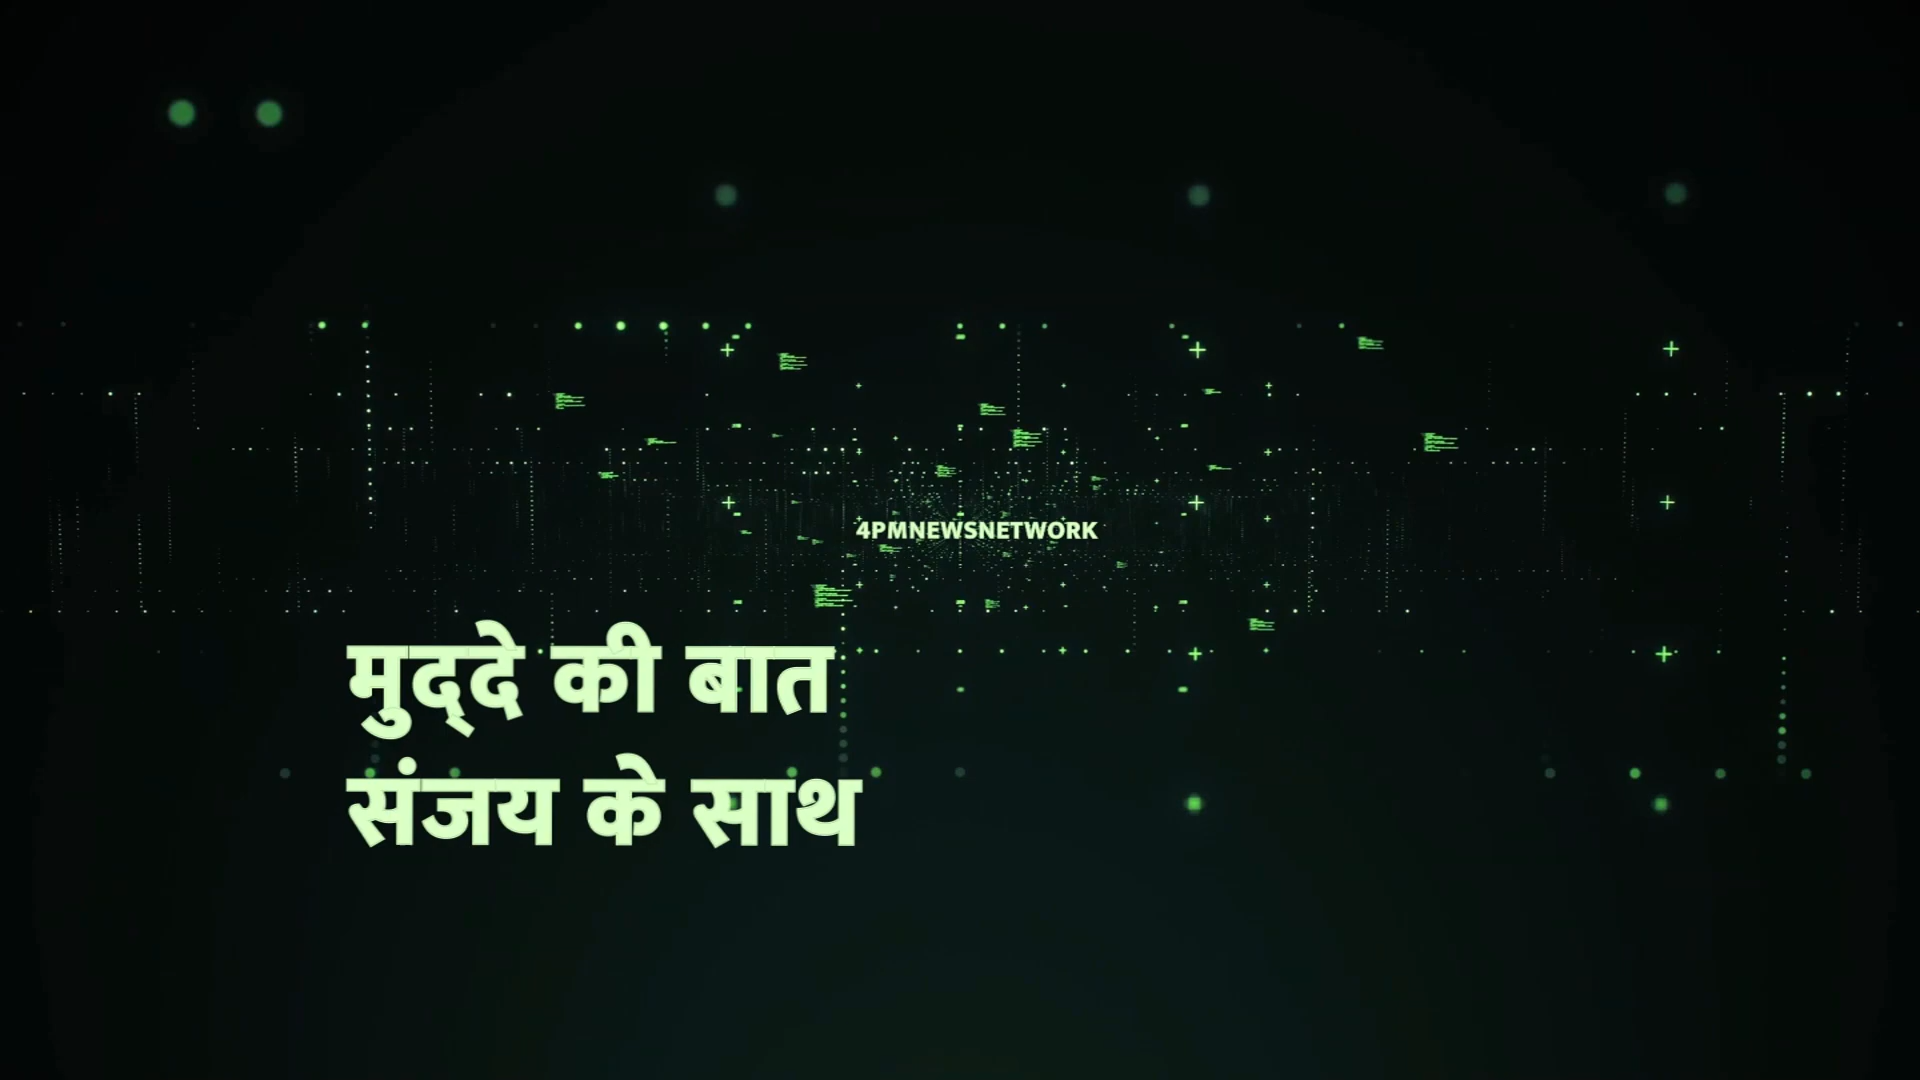 4PMNEWSNETWORK
मुद्दे की बात
संजय के साथ